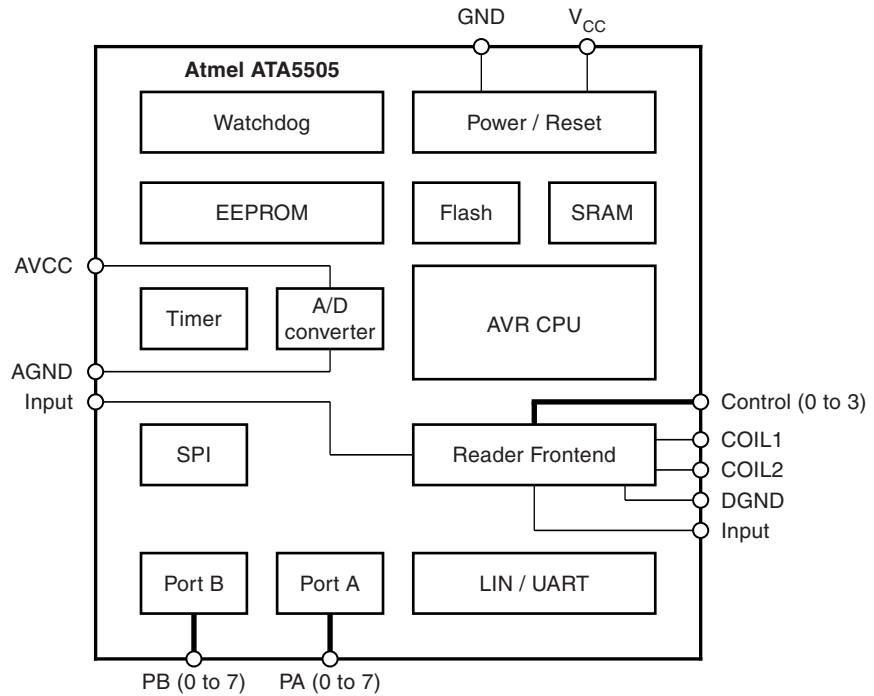 GND
VCC
Atmel ATA5505
Watchdog
Power / Reset
EEPROM
Flash
SRAM
AVCC
Timer
A/D
converter
AVR CPU
AGND
Input
Control (0 to 3)
SPI
Reader Frontend
COIL1
COIL2
DGND
Input
Port B
Port A
LIN / UART
PB (0 to 7)
PA (0 to 7)